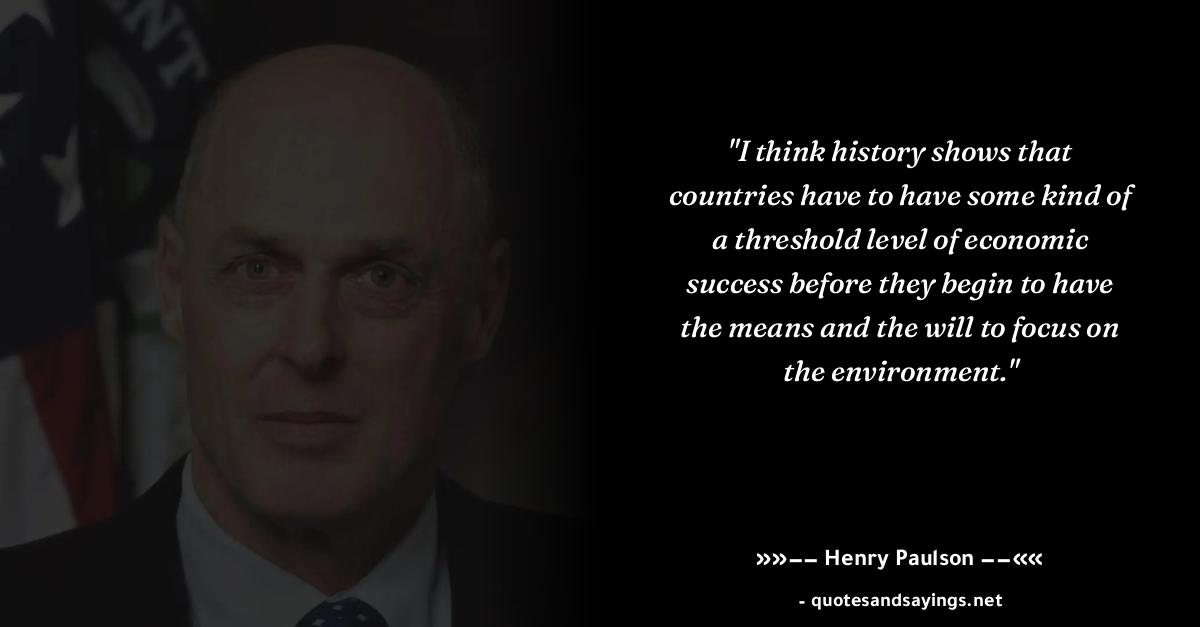 "I think history shows that
countries have to have some kind of
a threshold level of economic
success before they begin to have
the means and the will to focus on
the environment."
»»−− Henry Paulson −−««
- quotesandsayings.net